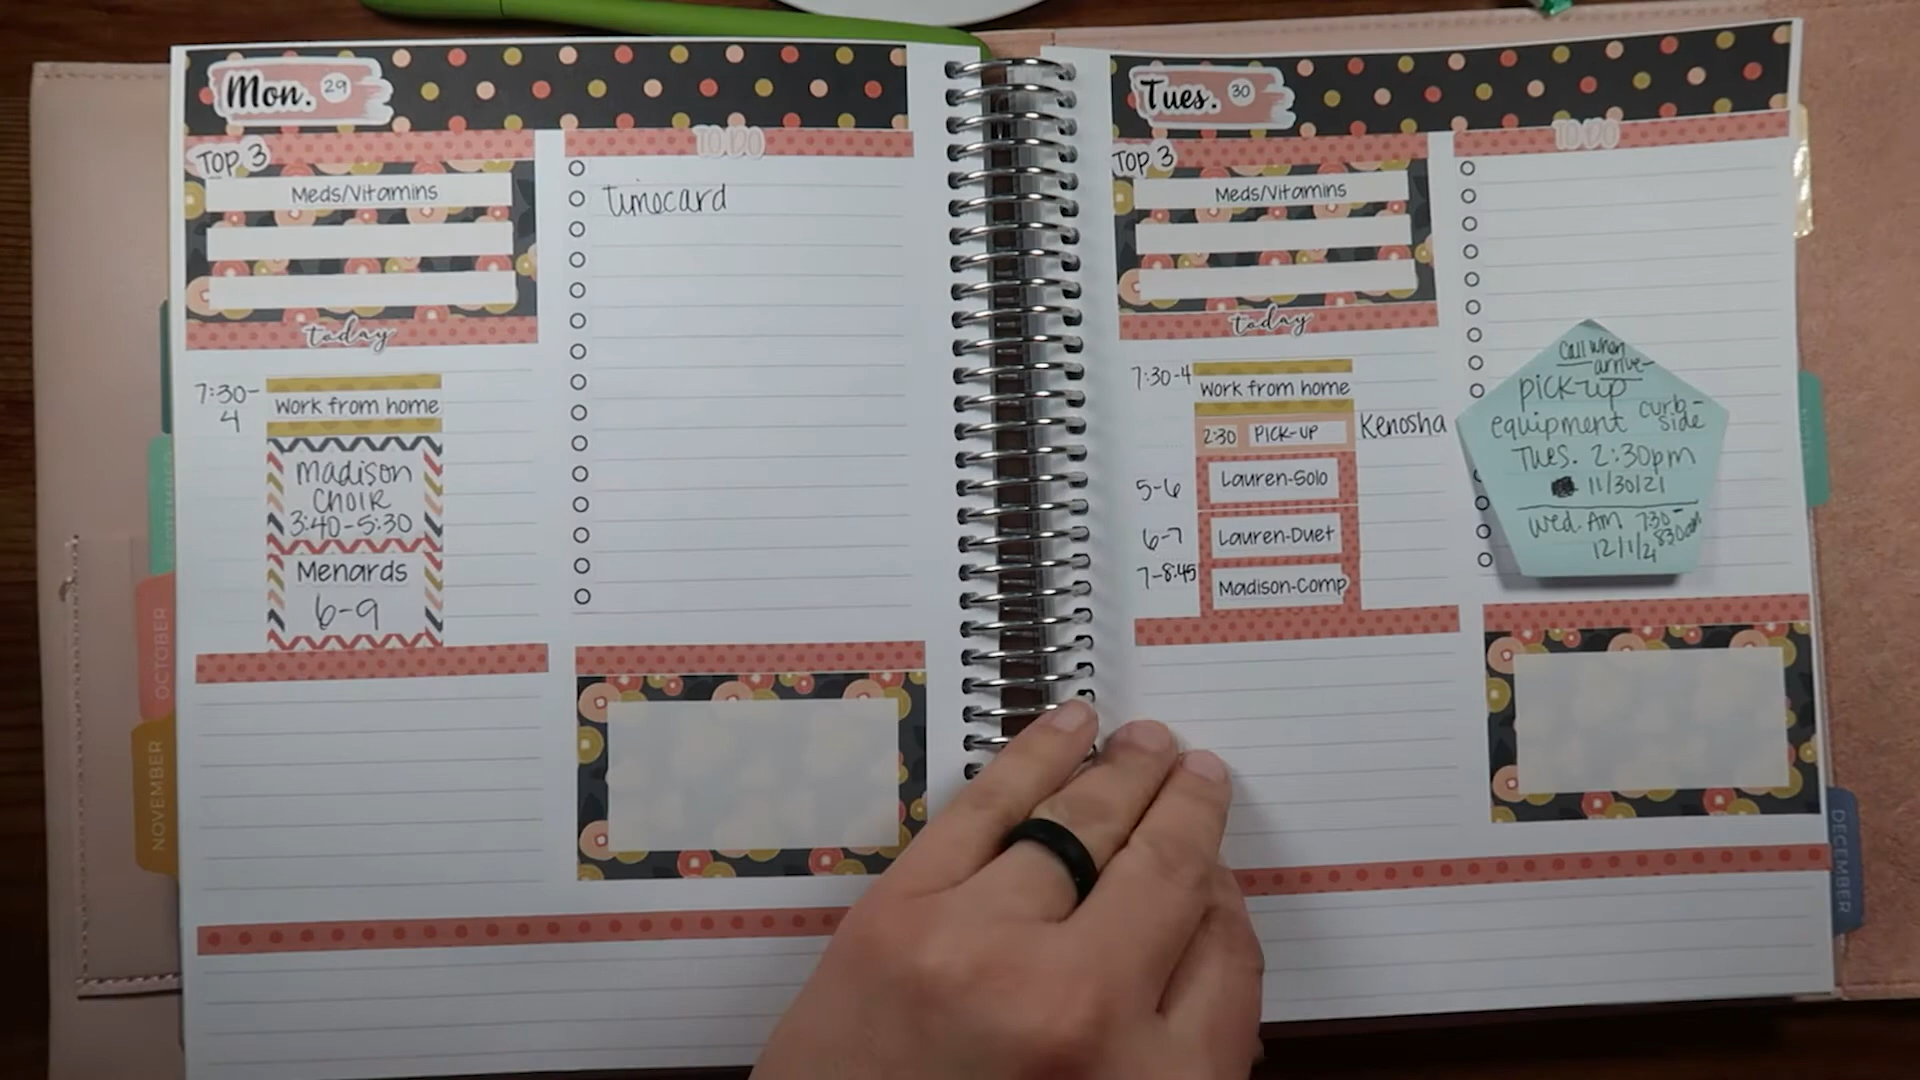 Mon. 29
TOP 3
Meds/Vitamins
today
7:30-
4
Work from home
Madison
Choir
3:40-5:30
Menards
6-9
TO DO
Timecard
Tues. 30
TOP 3
Meds/Vitamins
today
7:30-4
Work from home
2:30 PICK-UP Kenosha
5-6 Lauren-Solo
6-7 Lauren-Duet
7-8:45 Madison-Comp
TO DO
Call when
arrive-
pick-up
equipment curb-
side
Tues. 2:30pm
11/30/21
Wed. Am 7:30-
8:30am
12/1/21
OCTOBER
NOVEMBER
DECEMBER